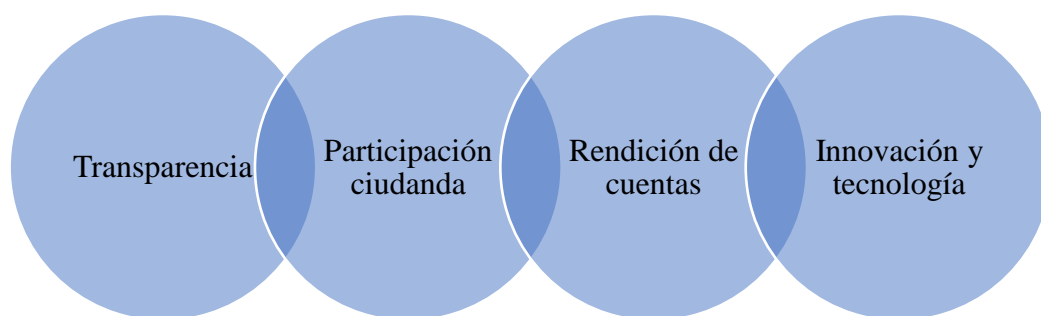 Transparencia
Participación
ciudanda
Rendición de
cuentas
Innovación y
tecnología